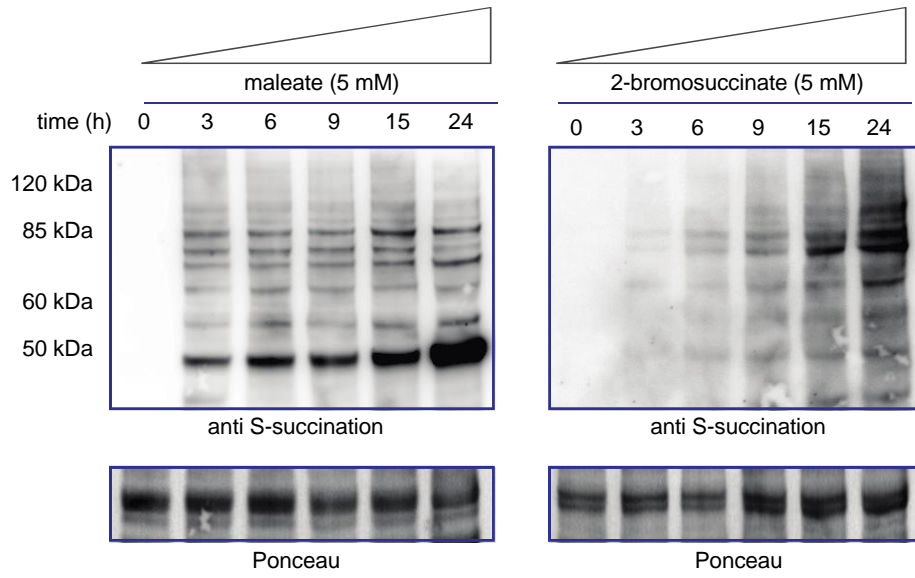 maleate (5 mM)
time (h) 0 3 6 9 15 24
120 kDa
85 kDa
60 kDa
50 kDa
anti S-succination
Ponceau
2-bromosuccinate (5 mM)
0 3 6 9 15 24
anti S-succination
Ponceau